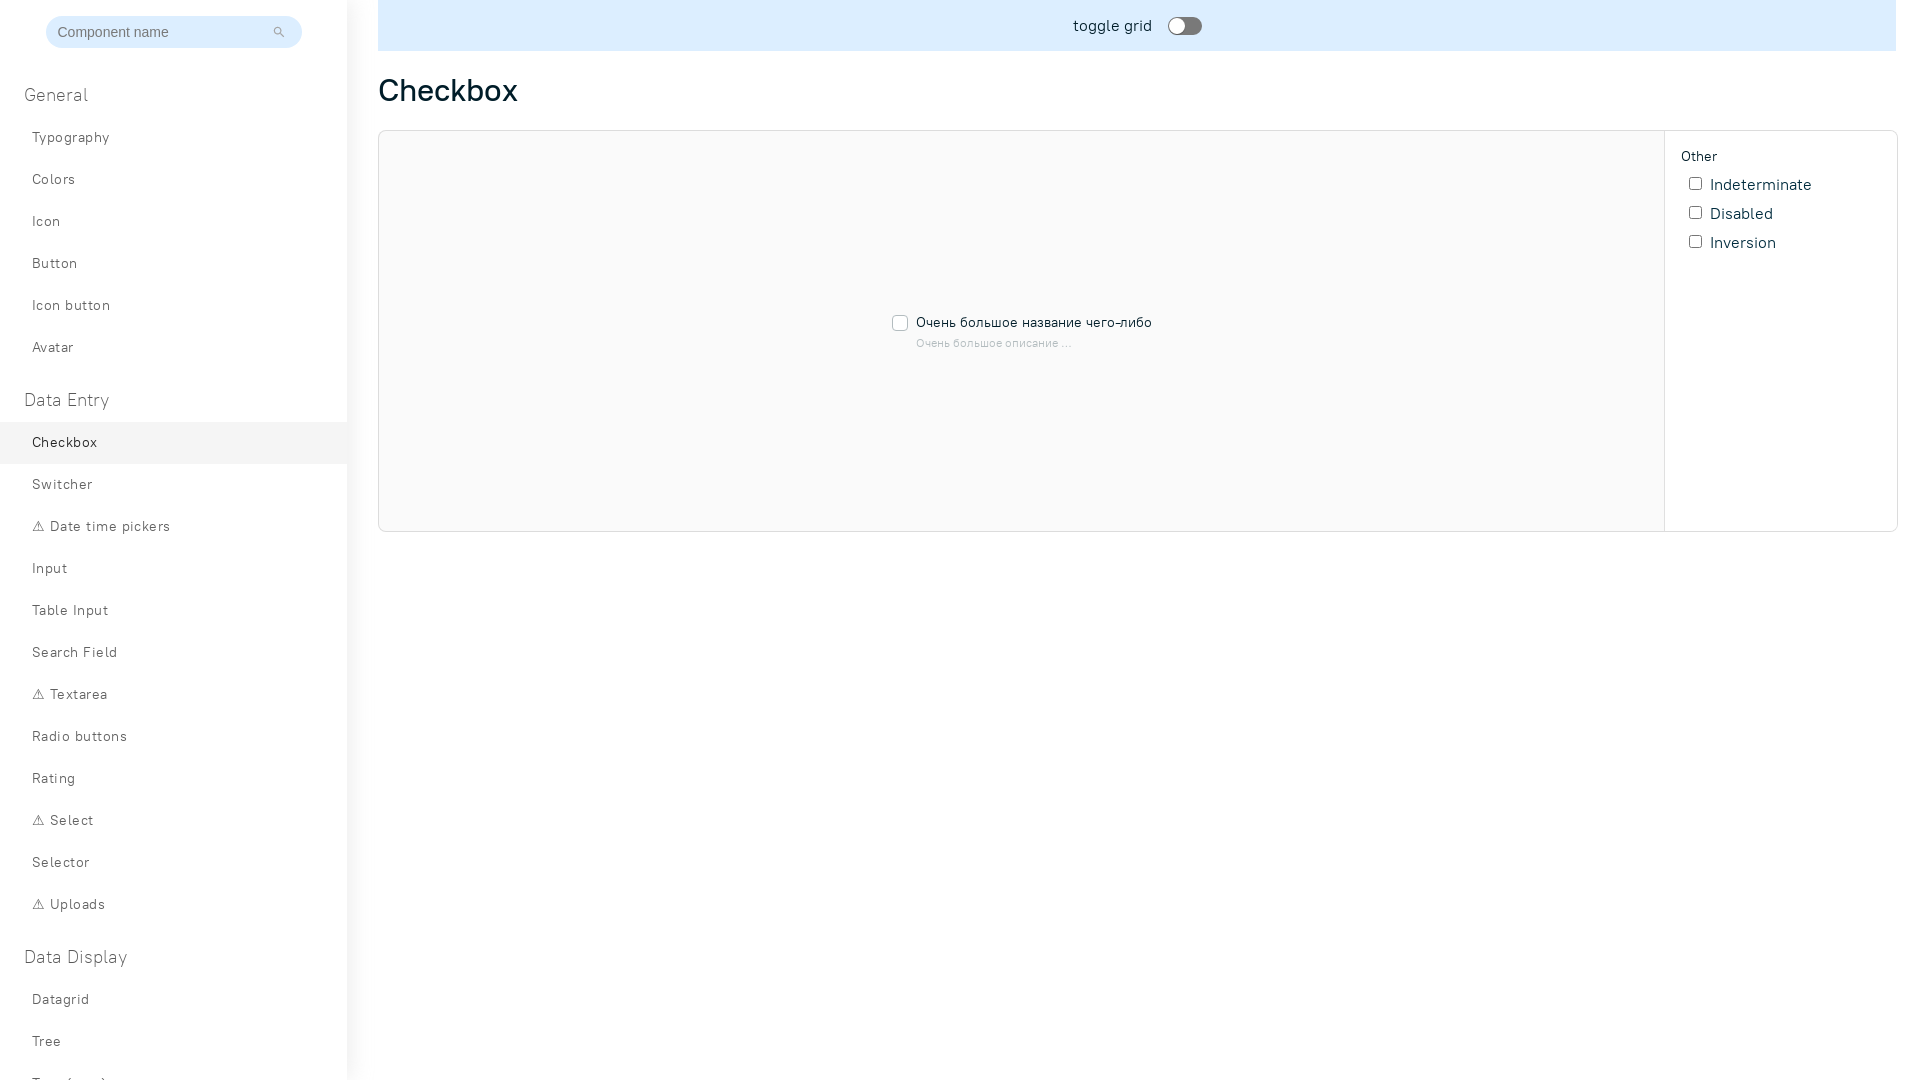 Component name
General
Typography
Colors
Icon
Button
Icon button
Avatar
Data Entry
Checkbox
Switcher
⚠ Date time pickers
Input
Table Input
Search Field
⚠ Textarea
Radio buttons
Rating
⚠ Select
Selector
⚠ Uploads
Data Display
Datagrid
Tree
toggle grid
Checkbox
Очень большое название чего-либо
Очень большое описание ...
Other
Indeterminate
Disabled
Inversion